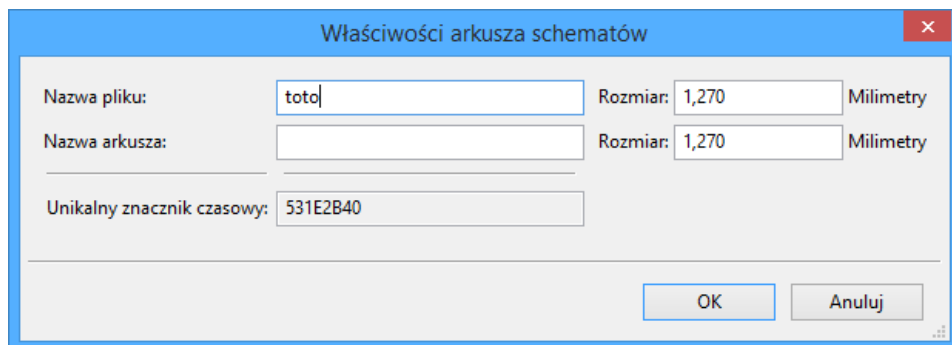 Właściwości arkusza schematów
Nazwa pliku: toto Rozmiar: 1,270 Milimetry
Nazwa arkusza: Rozmiar: 1,270 Milimetry
Unikalny znacznik czasowy: 531E2B40
OK Anuluj